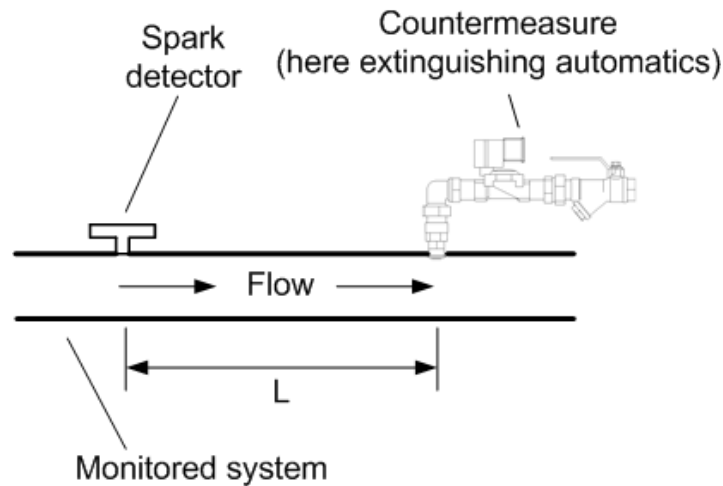 Spark
detector
Countermeasure
(here extinguishing automatics)
Flow
L
Monitored system